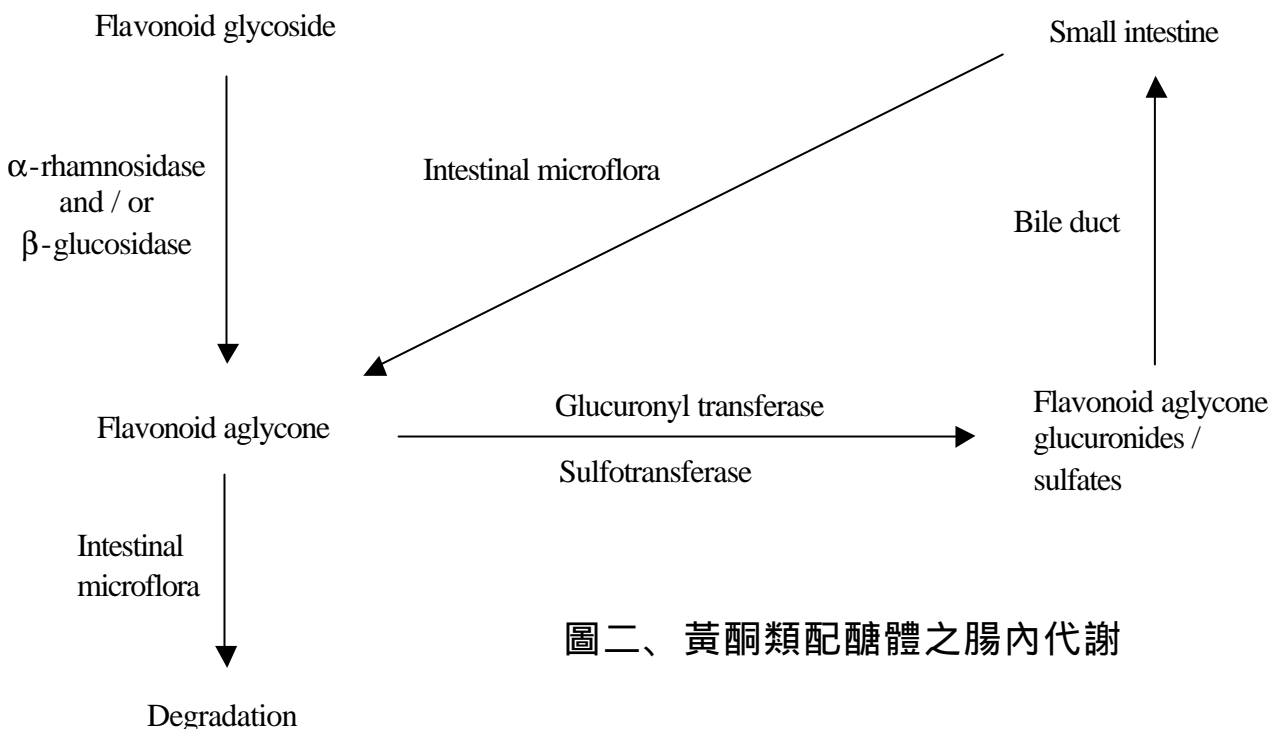 Flavonoid glycoside
Small intestine
α-rhamnosidase
and / or
β-glucosidase
Intestinal microflora
Bile duct
Flavonoid aglycone
Glucuronyl transferase
Sulfotransferase
Flavonoid aglycone
glucuronides /
sulfates
Intestinal
microflora
圖二、黃酮類配醣體之腸內代謝
Degradation